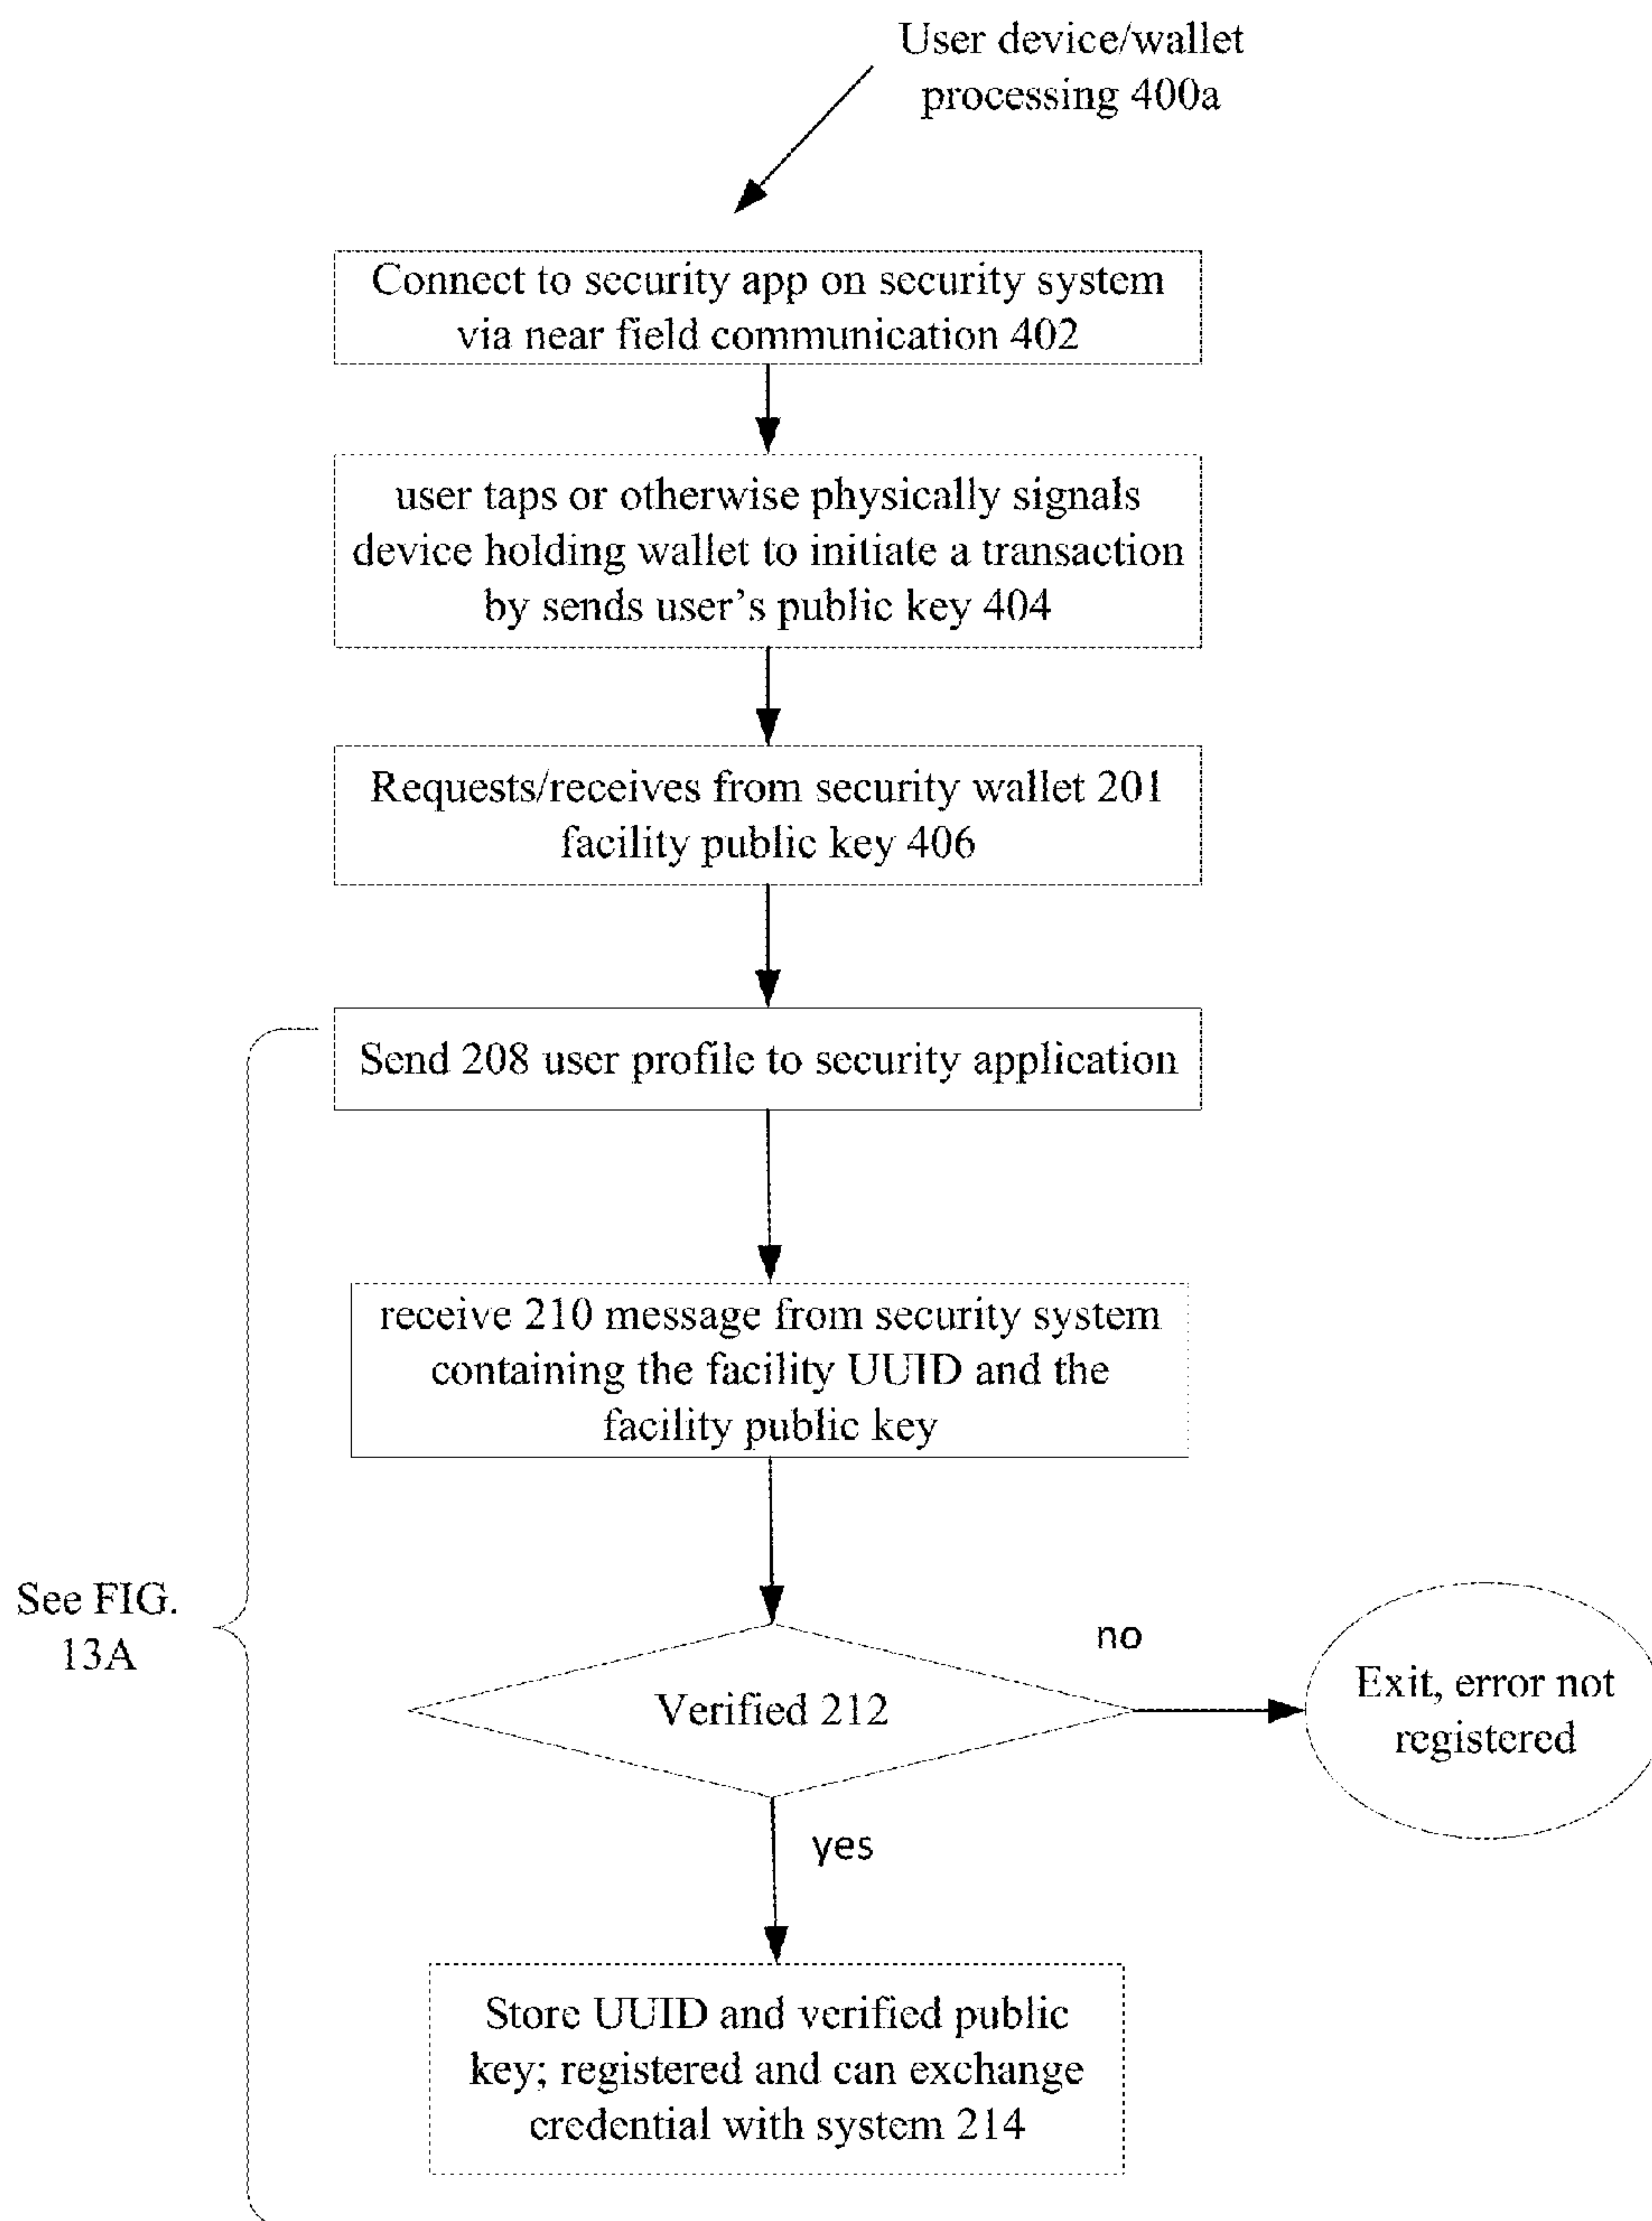 User device/wallet
processing 400a
Connect to security app on security system
via near field communication 402
user taps or otherwise physically signals
device holding wallet to initiate a transaction
by sends user's public key 404
Requests/receives from security wallet 201
facility public key 406
Send 208 user profile to security application
receive 210 message from security system
containing the facility UUID and the
facility public key
See FIG.
13A
Verified 212
no
Exit, error not
registered
yes
Store UUID and verified public
key; registered and can exchange
credential with system 214